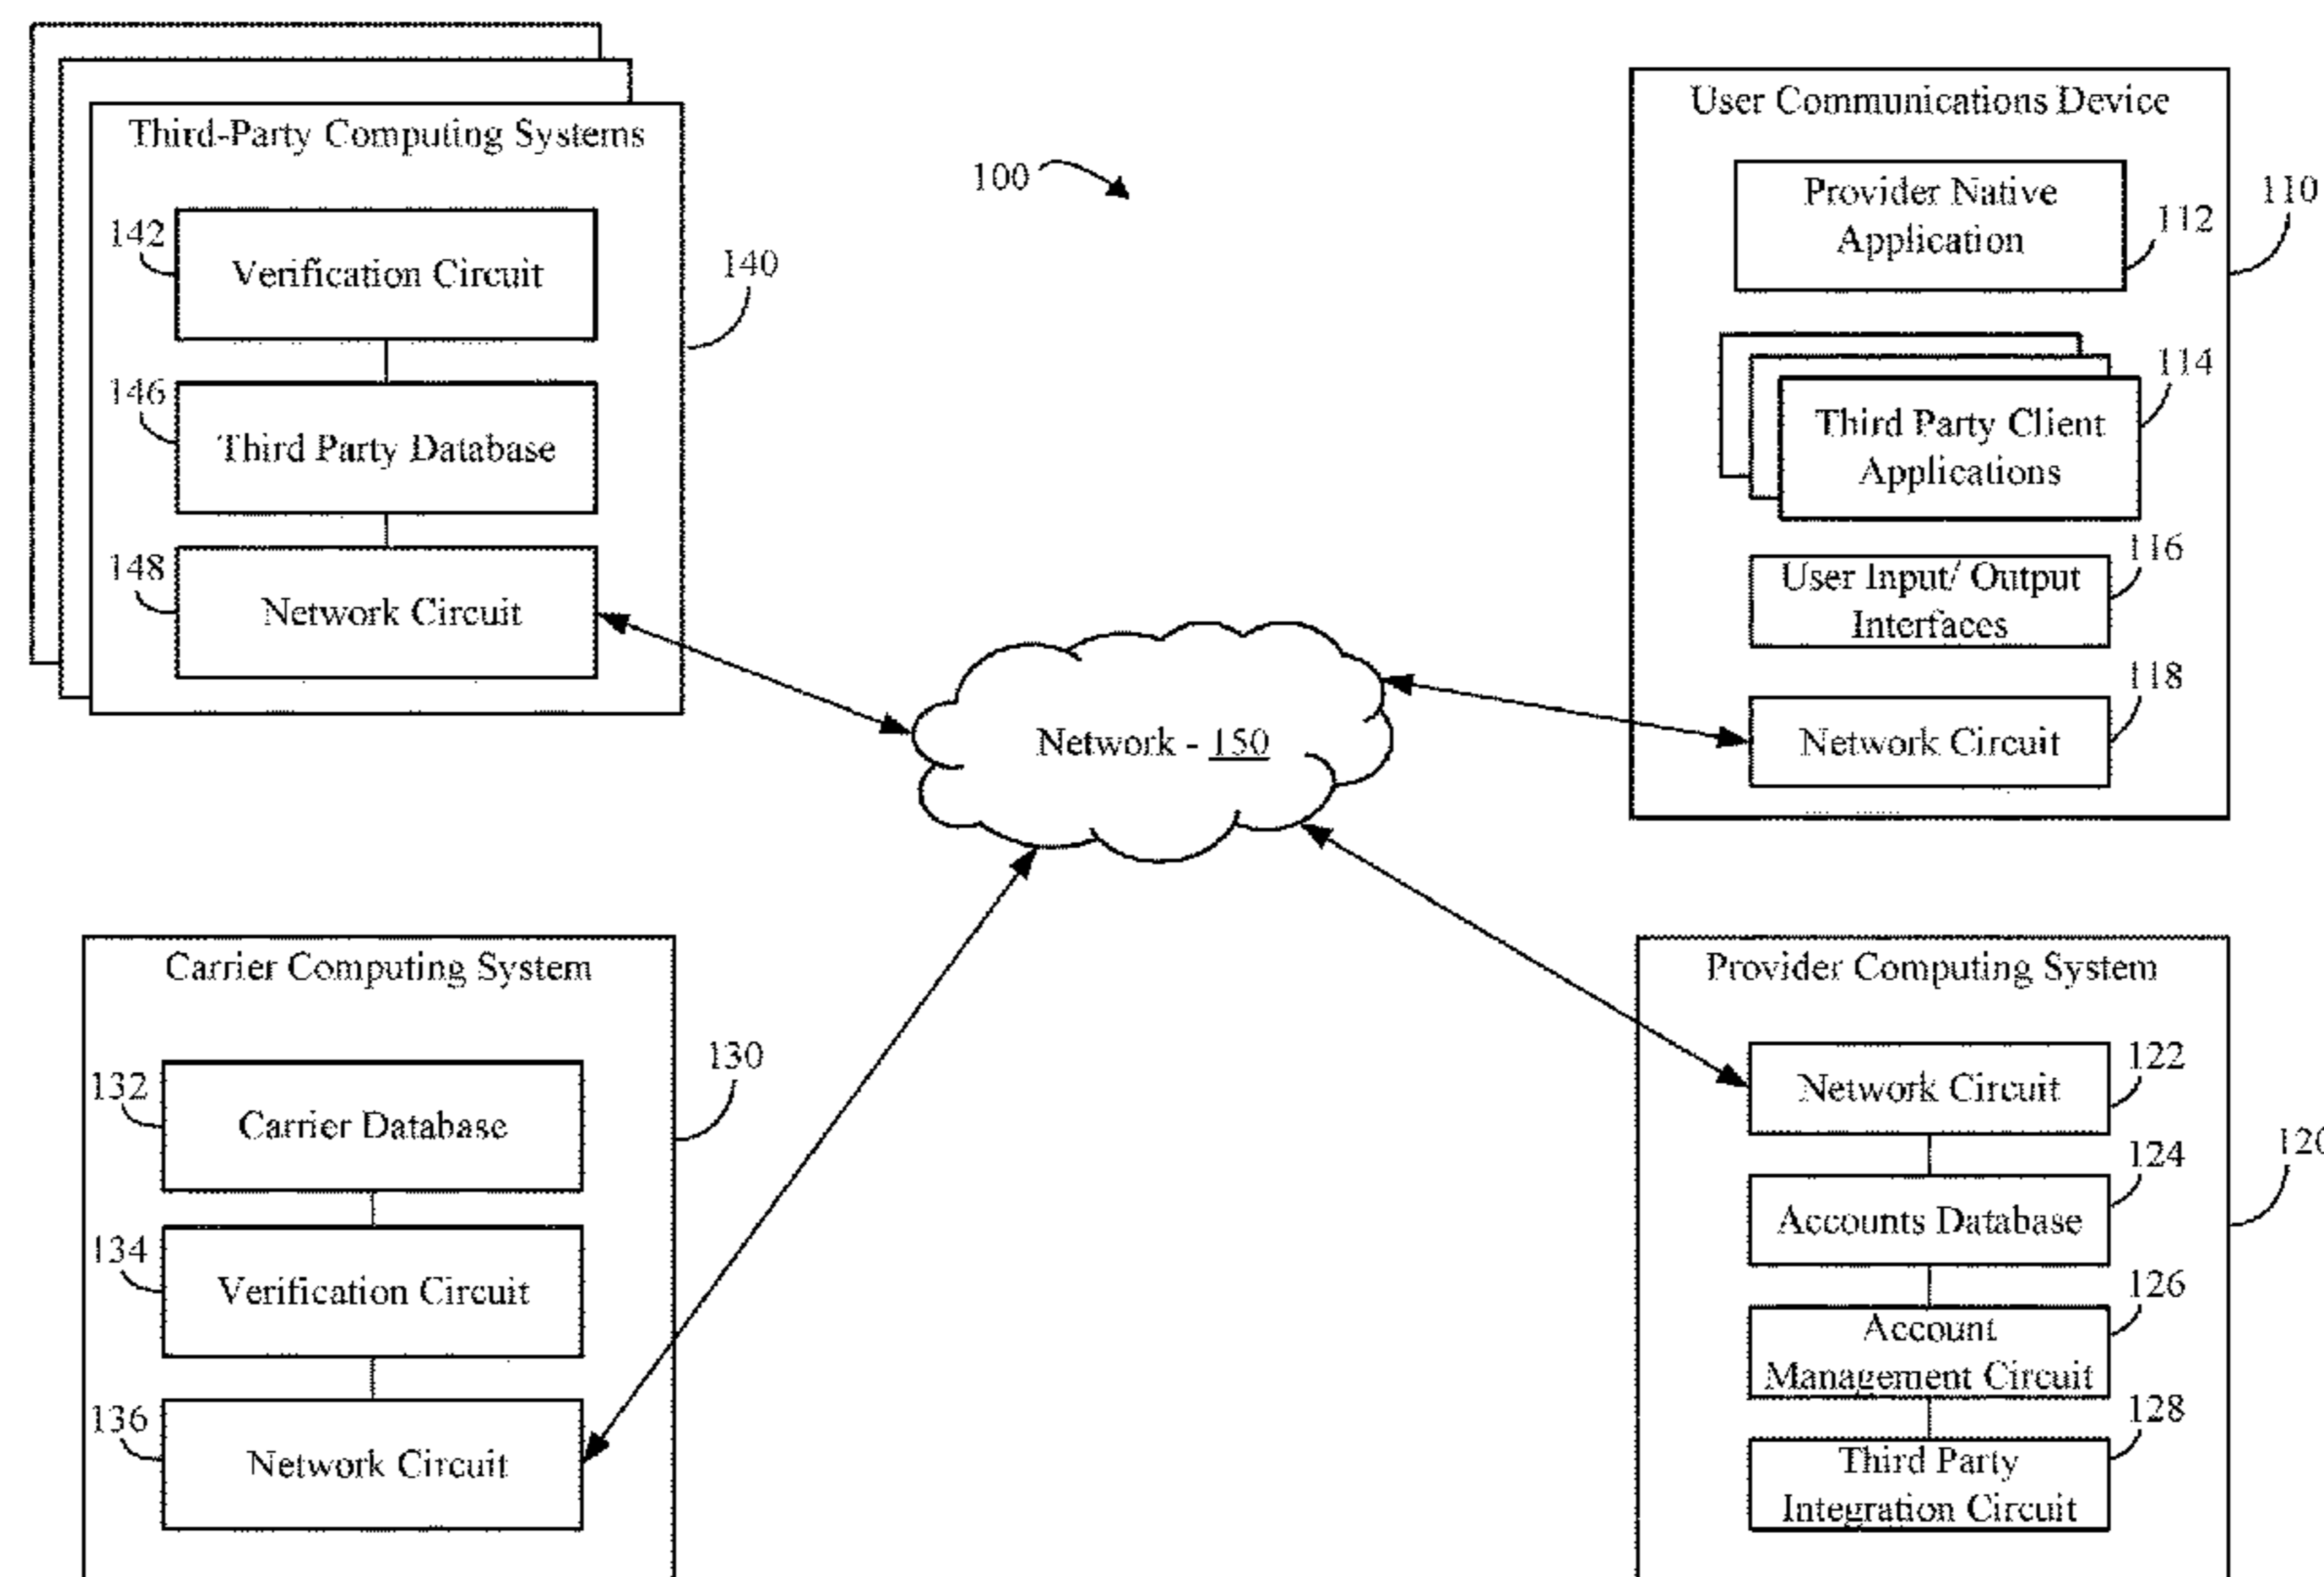 Third-Party Computing Systems
142
Verification Circuit
140
146
Third Party Database
148
Network Circuit
100
User Communications Device
Provider Native
Application
112
110
114
Third Party Client
Applications
116
User Input/ Output
Interfaces
118
Network Circuit
Network - 150
Carrier Computing System
130
132
Carrier Database
134
Verification Circuit
136
Network Circuit
Provider Computing System
122
Network Circuit
124
120
Accounts Database
126
Account
Management Circuit
128
Third Party
Integration Circuit